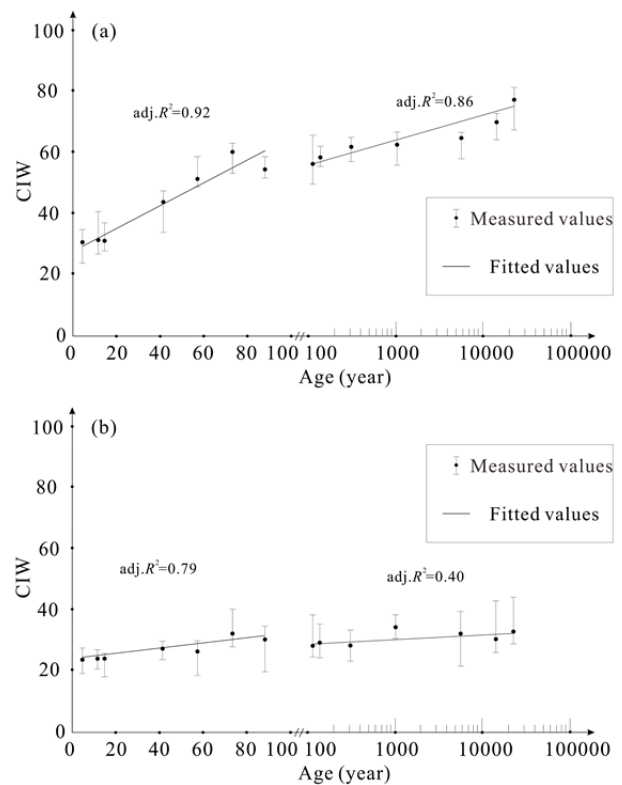 (a)
100
80
60
40
20
0
CIW
adj.R²=0.92
adj.R²=0.86
Measured values
Fitted values
0 20 40 60 80 100 100 1000 10000 100000
Age (year)
(b)
100
80
60
40
20
0
CIW
adj.R²=0.79
adj.R²=0.40
Measured values
Fitted values
0 20 40 60 80 100 100 1000 10000 100000
Age (year)